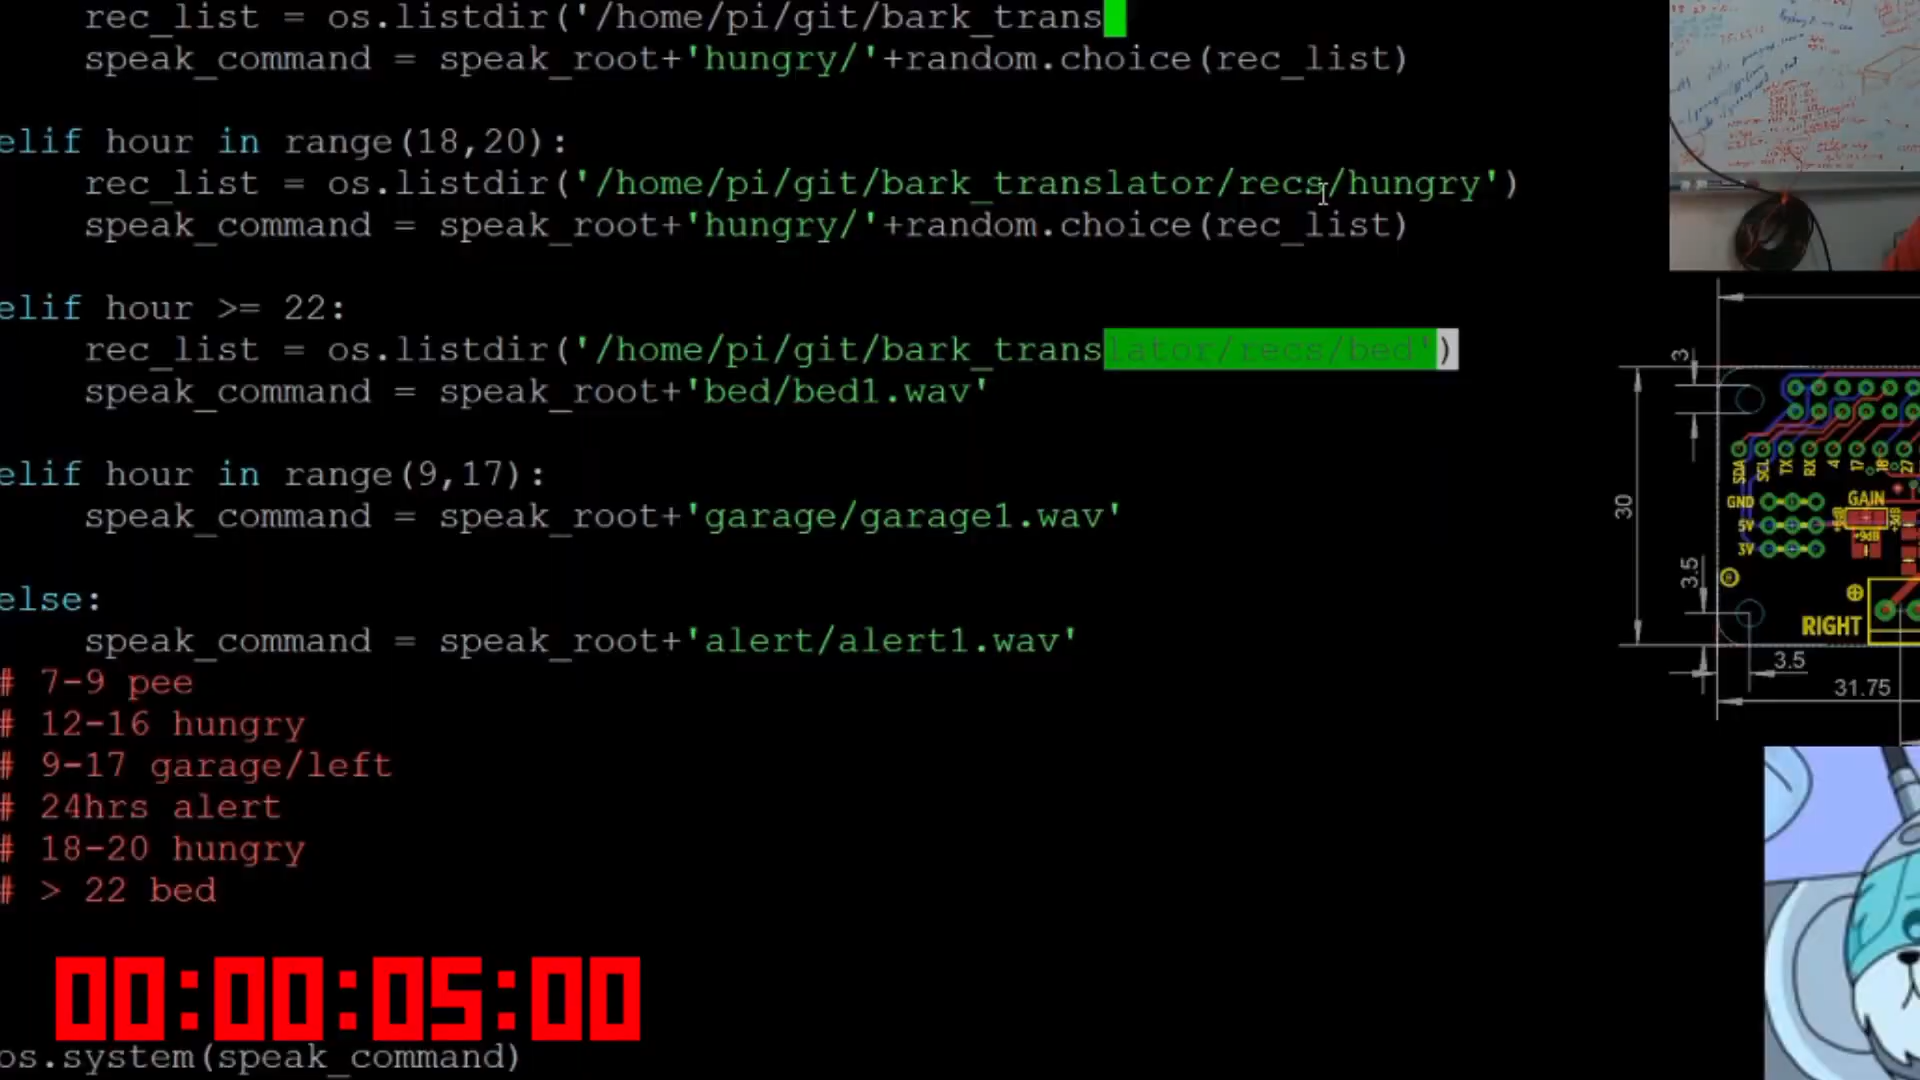 rec_list = os.listdir('/home/pi/git/bark_trans
speak_command = speak_root+'hungry/'+random.choice(rec_list)
elif hour in range(18,20):
rec_list = os.listdir('/home/pi/git/bark_translator/recs/hungry')
speak_command = speak_root+'hungry/'+random.choice(rec_list)
elif hour >= 22:
rec_list = os.listdir('/home/pi/git/bark_translator/recs/bed')
speak_command = speak_root+'bed/bed1.wav'
elif hour in range(9,17):
speak_command = speak_root+'garage/garage1.wav'
else:
speak_command = speak_root+'alert/alert1.wav'
# 7-9 pee
# 12-16 hungry
# 9-17 garage/left
# 24hrs alert
# 18-20 hungry
# > 22 bed
00:00:05:00
os.system(speak_command)
3
SDA SCL TX RX 4 17 18 27
GND
5V
3V
GAIN
+9dB
30
3.5
RIGHT
3.5
31.75